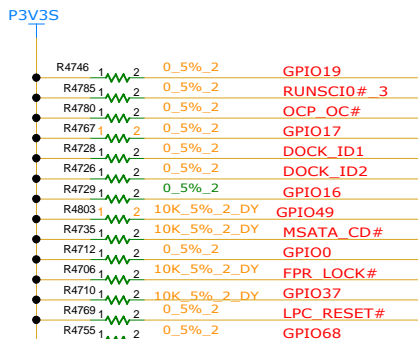 P3V3S
R4746 1 2 0_5%_2 GPIO19
R4785 1 2 0_5%_2 RUNSCI0#_3
R4780 1 2 0_5%_2 OCP_OC#
R4767 1 2 0_5%_2 GPIO17
R4728 1 2 0_5%_2 DOCK_ID1
R4726 1 2 0_5%_2 DOCK_ID2
R4729 1 2 0_5%_2 GPIO16
R4803 1 2 10K_5%_2_DY GPIO49
R4735 1 2 10K_5%_2_DY MSATA_CD#
R4712 1 2 0_5%_2 GPIO0
R4706 1 2 10K_5%_2_DY FPR_LOCK#
R4710 1 2 10K_5%_2_DY GPIO37
R4769 1 2 0_5%_2 LPC_RESET#
R4755 1 2 0_5%_2 GPIO68